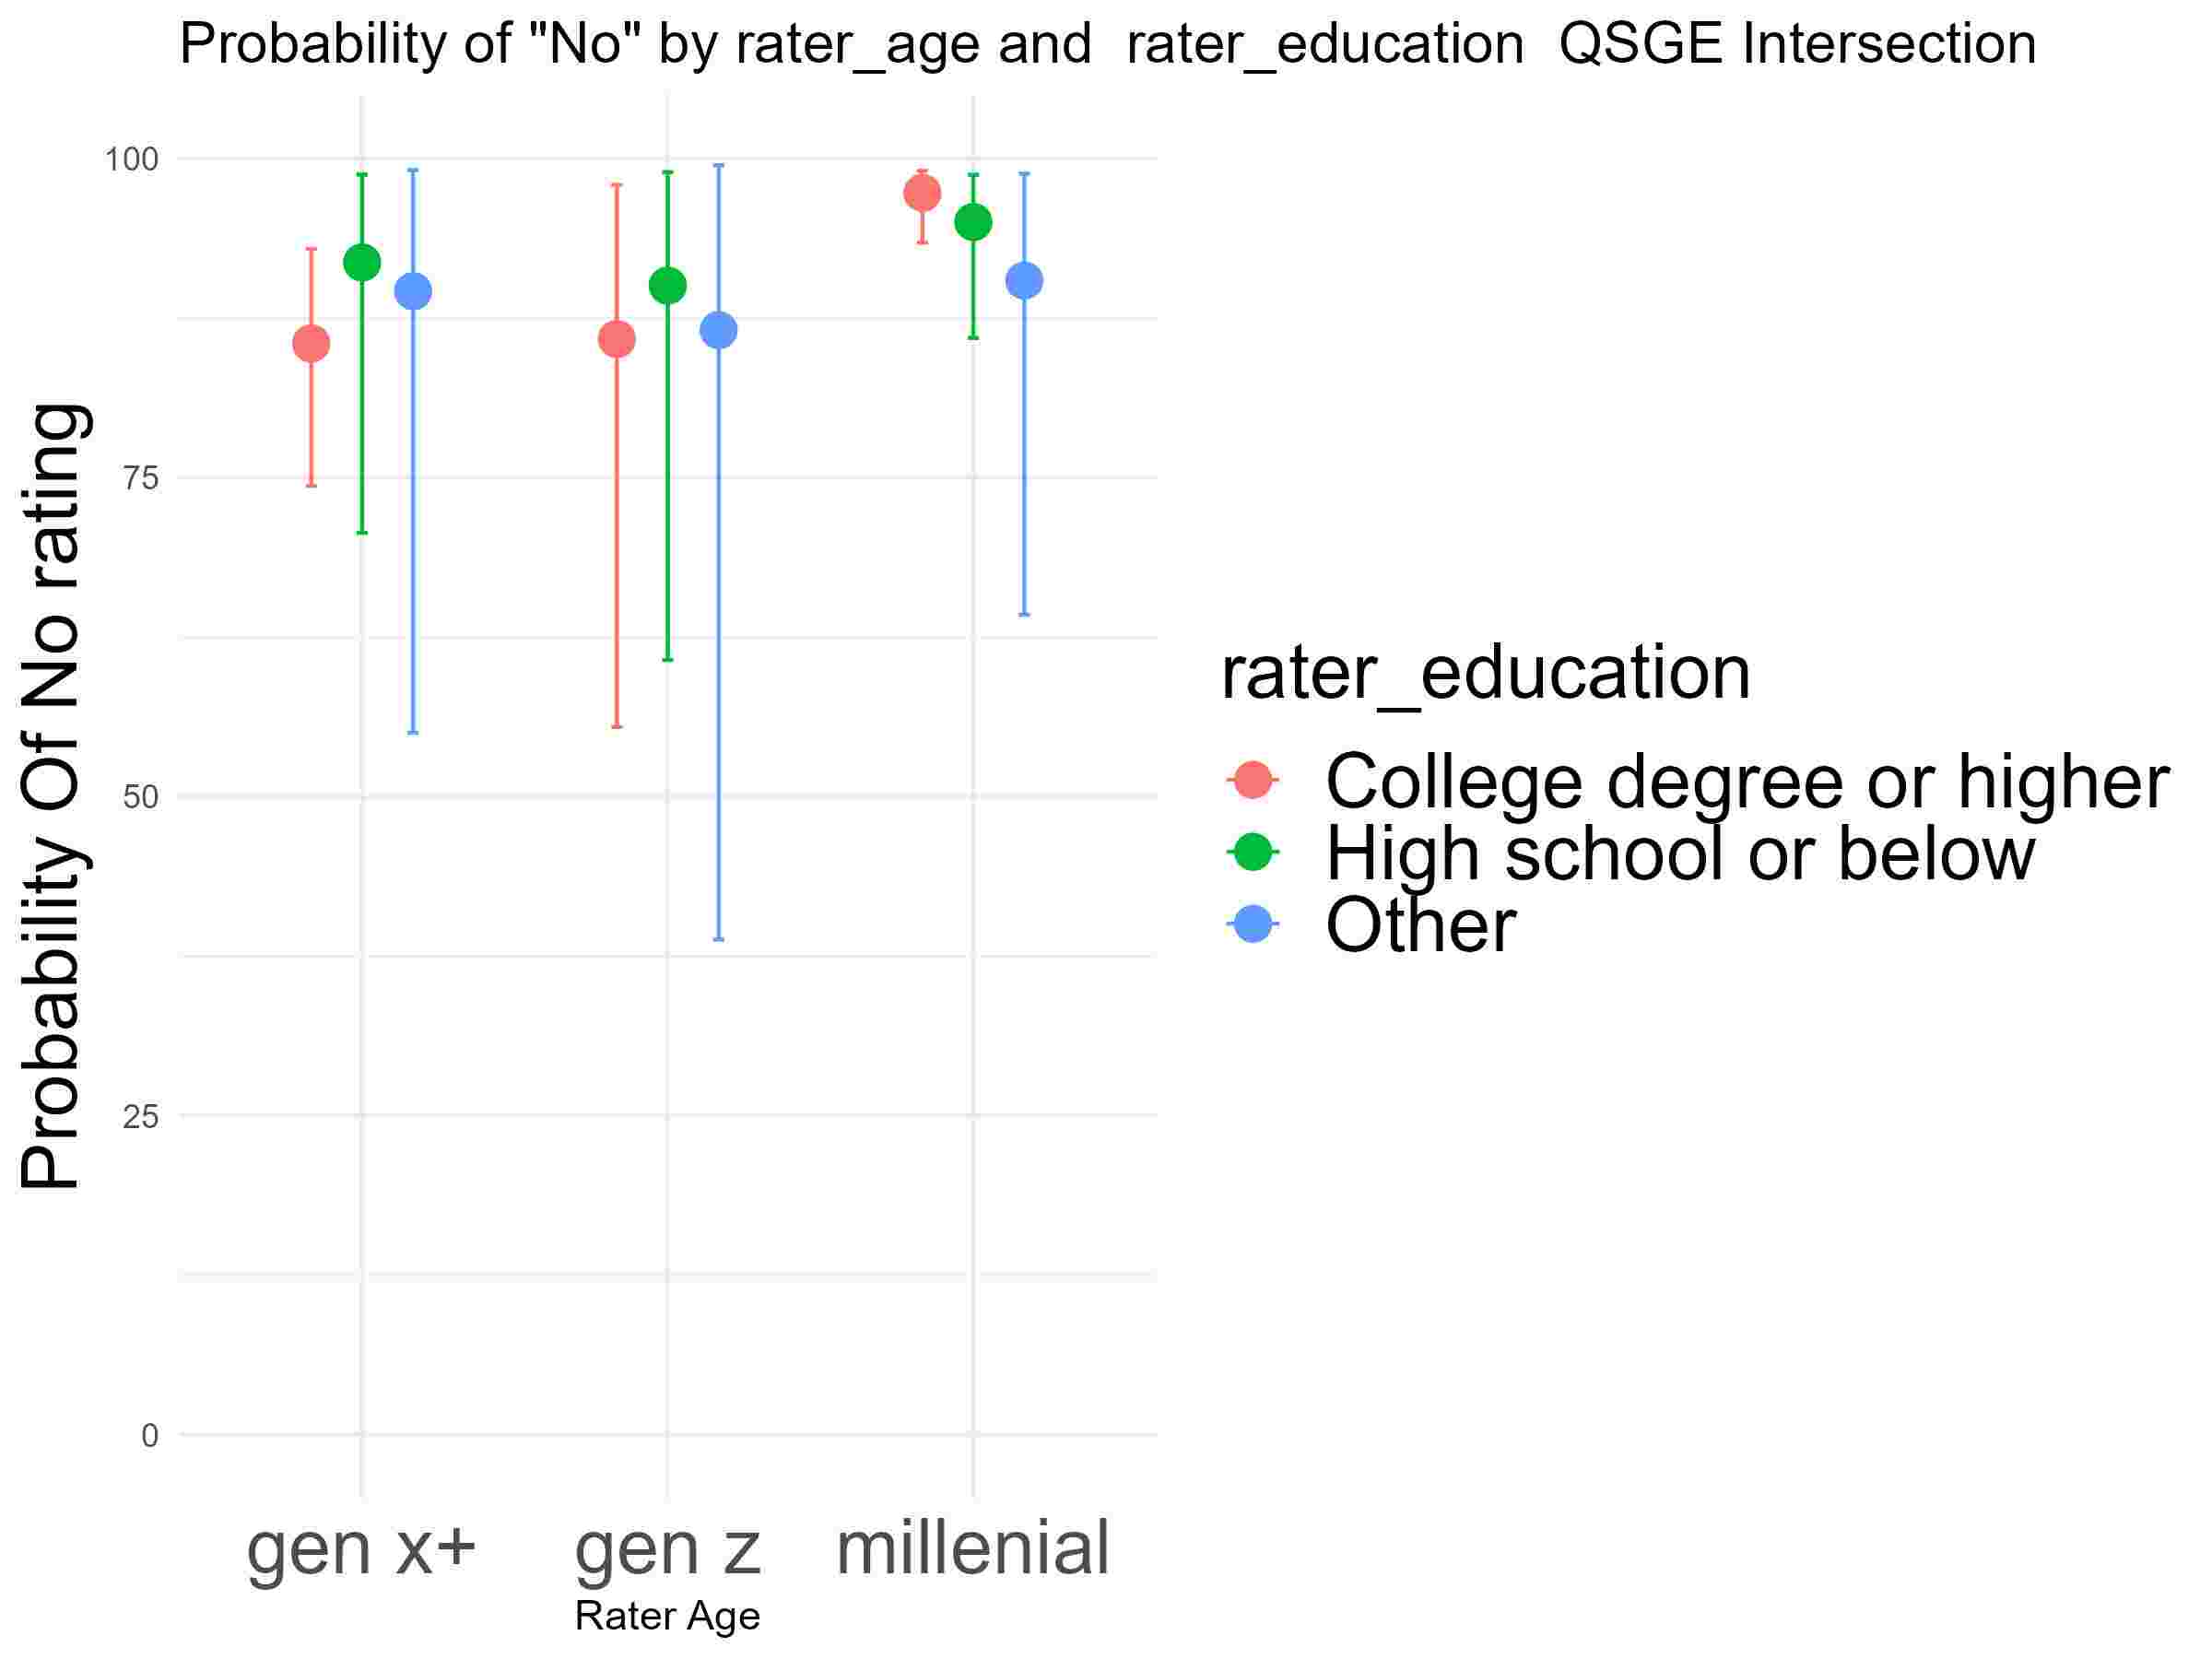 Probability of "No" by rater_age and  rater_education  QSGE Intersection
Probability Of No rating
100
75
50
25
0
gen x+
gen z
millenial
Rater Age
rater_education
College degree or higher
High school or below
Other